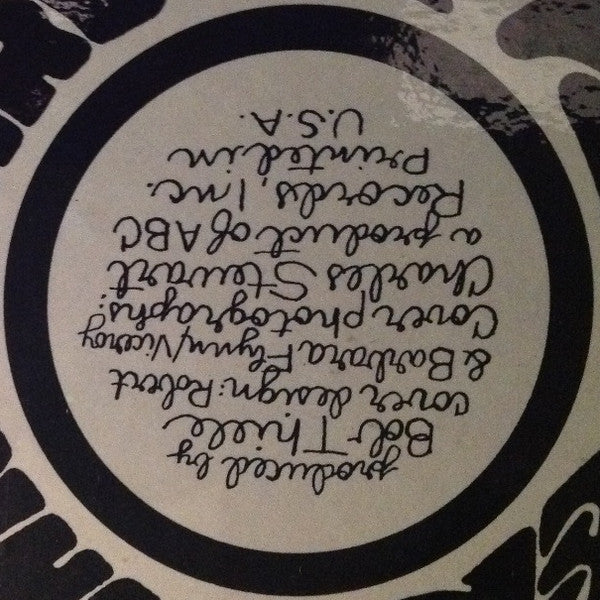 produced by
Bob Thiele
cover design: Robert
& Barbara Flynn/Viceroy
Cover photographs:
Charles Stewart
a product of ABC
Records, Inc.
Printed in
U.S.A.